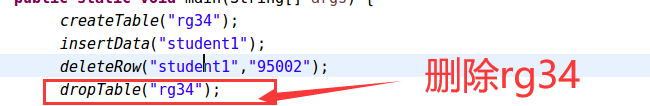 public static void main(String[] args) {
createTable("rg34");
insertData("student1");
deleteRow("student1","95002");
dropTable("rg34");
删除rg34